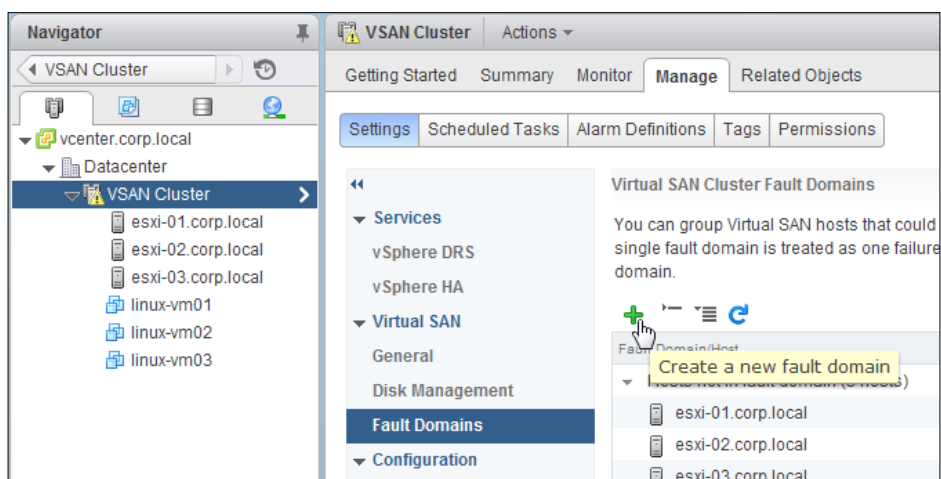 Navigator
VSAN Cluster
vcenter.corp.local
Datacenter
VSAN Cluster
esxi-01.corp.local
esxi-02.corp.local
esxi-03.corp.local
linux-vm01
linux-vm02
linux-vm03
VSAN Cluster Actions
Getting Started Summary Monitor Manage Related Objects
Settings Scheduled Tasks Alarm Definitions Tags Permissions
Services
vSphere DRS
vSphere HA
Virtual SAN
General
Disk Management
Fault Domains
Configuration
Virtual SAN Cluster Fault Domains
You can group Virtual SAN hosts that could
single fault domain is treated as one failure
domain.
Create a new fault domain
esxi-01.corp.local
esxi-02.corp.local
esxi-03.corp.local